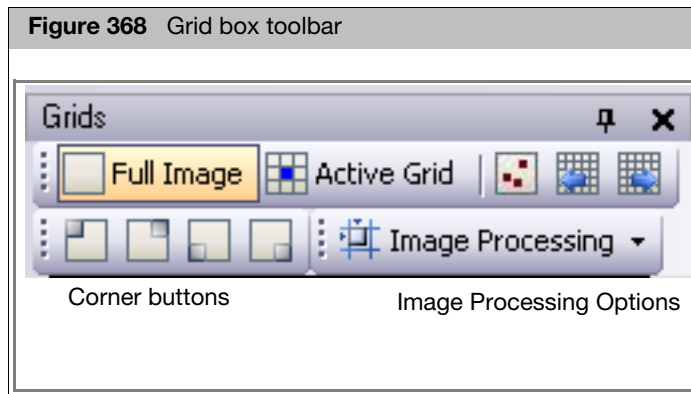 Figure 368 Grid box toolbar
Grids
Full Image Active Grid
Image Processing
Corner buttons Image Processing Options